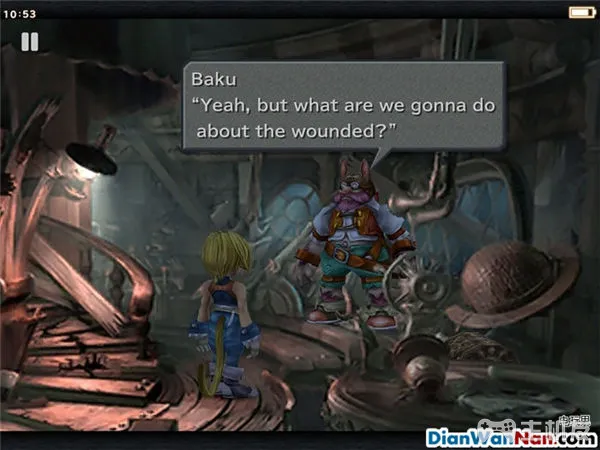 10:53
Baku
“Yeah, but what are we gonna do
about the wounded?”
DianWanNan.com